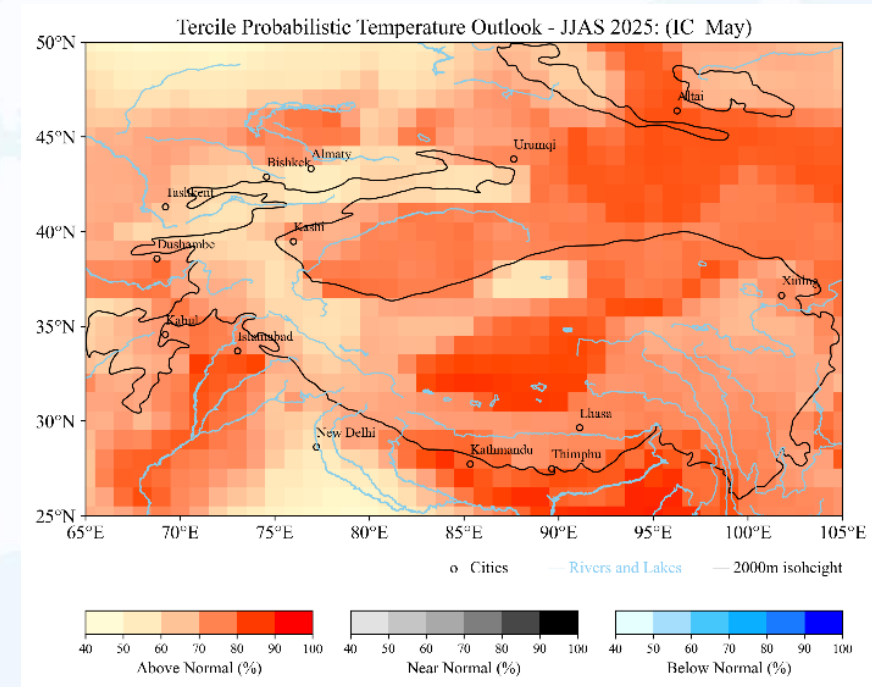 Tercile Probabilistic Temperature Outlook - JJAS 2025: (IC  May)
50°N
45°N
40°N
35°N
30°N
25°N
Altai
Urumqi
Almaty
Bishkek
Tashkent
Kashi
Dushambe
Xining
Kabul
Islamabad
Lhasa
New Delhi
Kathmandu
Thimphu
65°E 70°E 75°E 80°E 85°E 90°E 95°E 100°E 105°E
Cities Rivers and Lakes 2000m isoheight
40 50 60 70 80 90 100 40 50 60 70 80 90 100 40 50 60 70 80 90 100
Above Normal (%) Near Normal (%) Below Normal (%)